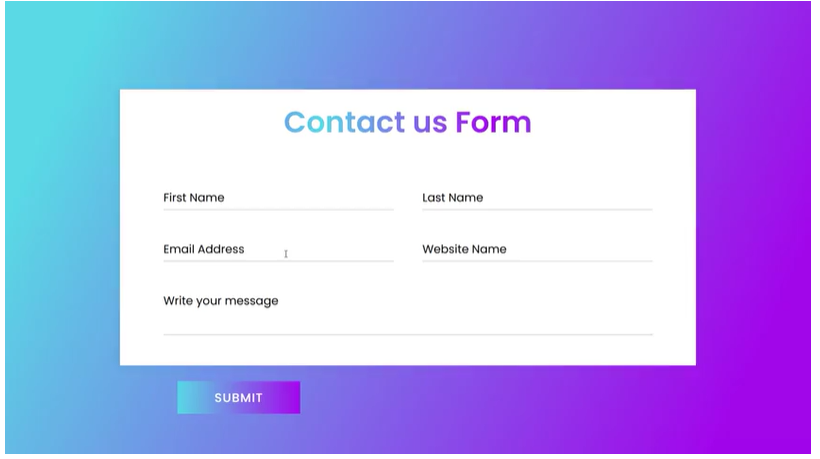 Contact us Form
First Name Last Name
Email Address Website Name
Write your message
SUBMIT